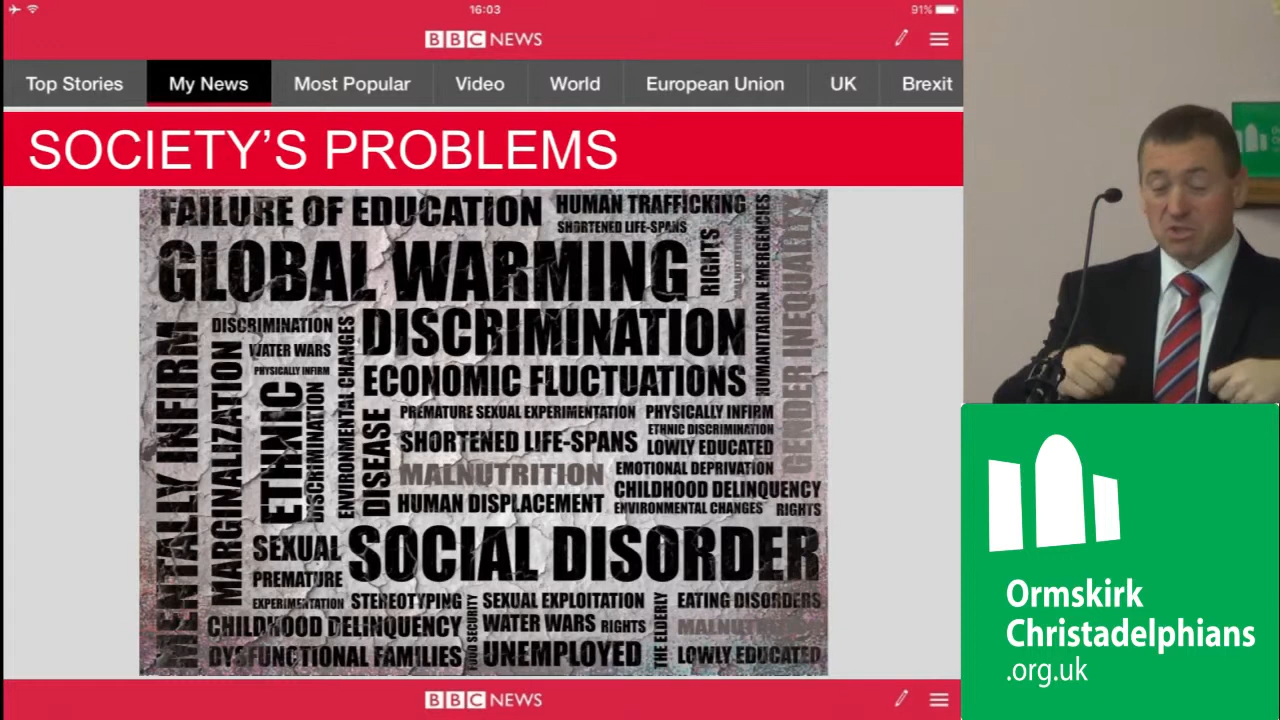 16:03
91%
BBC NEWS
Top Stories
My News
Most Popular
Video
World
European Union
UK
Brexit
SOCIETY'S PROBLEMS
FAILURE OF EDUCATION
HUMAN TRAFFICKING
SHORTENED LIFE-SPANS
GLOBAL WARMING
RIGHTS
HUMANITARIAN EMERGENCIES
GENDER INEQUALITY
MENTALLY INFIRM
DISCRIMINATION
WATER WARS
PHYSICALLY INFIRM
MARGINALIZATION
ETHNIC
DISCRIMINATION
ENVIRONMENTAL CHANGES
DISCRIMINATION
ECONOMIC FLUCTUATIONS
DISEASE
PREMATURE SEXUAL EXPERIMENTATION
PHYSICALLY INFIRM
ETHNIC DISCRIMINATION
SHORTENED LIFE-SPANS
LOWLY EDUCATED
MALNUTRITION
EMOTIONAL DEPRIVATION
CHILDHOOD DELINQUENCY
HUMAN DISPLACEMENT
ENVIRONMENTAL CHANGES
RIGHTS
SEXUAL
SOCIAL DISORDER
PREMATURE
EXPERIMENTATION
STEREOTYPING
SEXUAL EXPLOITATION
EATING DISORDERS
CHILDHOOD DELINQUENCY
FOOD SECURITY
WATER WARS
RIGHTS
THE ELDERLY
MALNUTRITION
DYSFUNCTIONAL FAMILIES
UNEMPLOYED
LOWLY EDUCATED
BBC NEWS
Ormskirk
Christadelphians
.org.uk